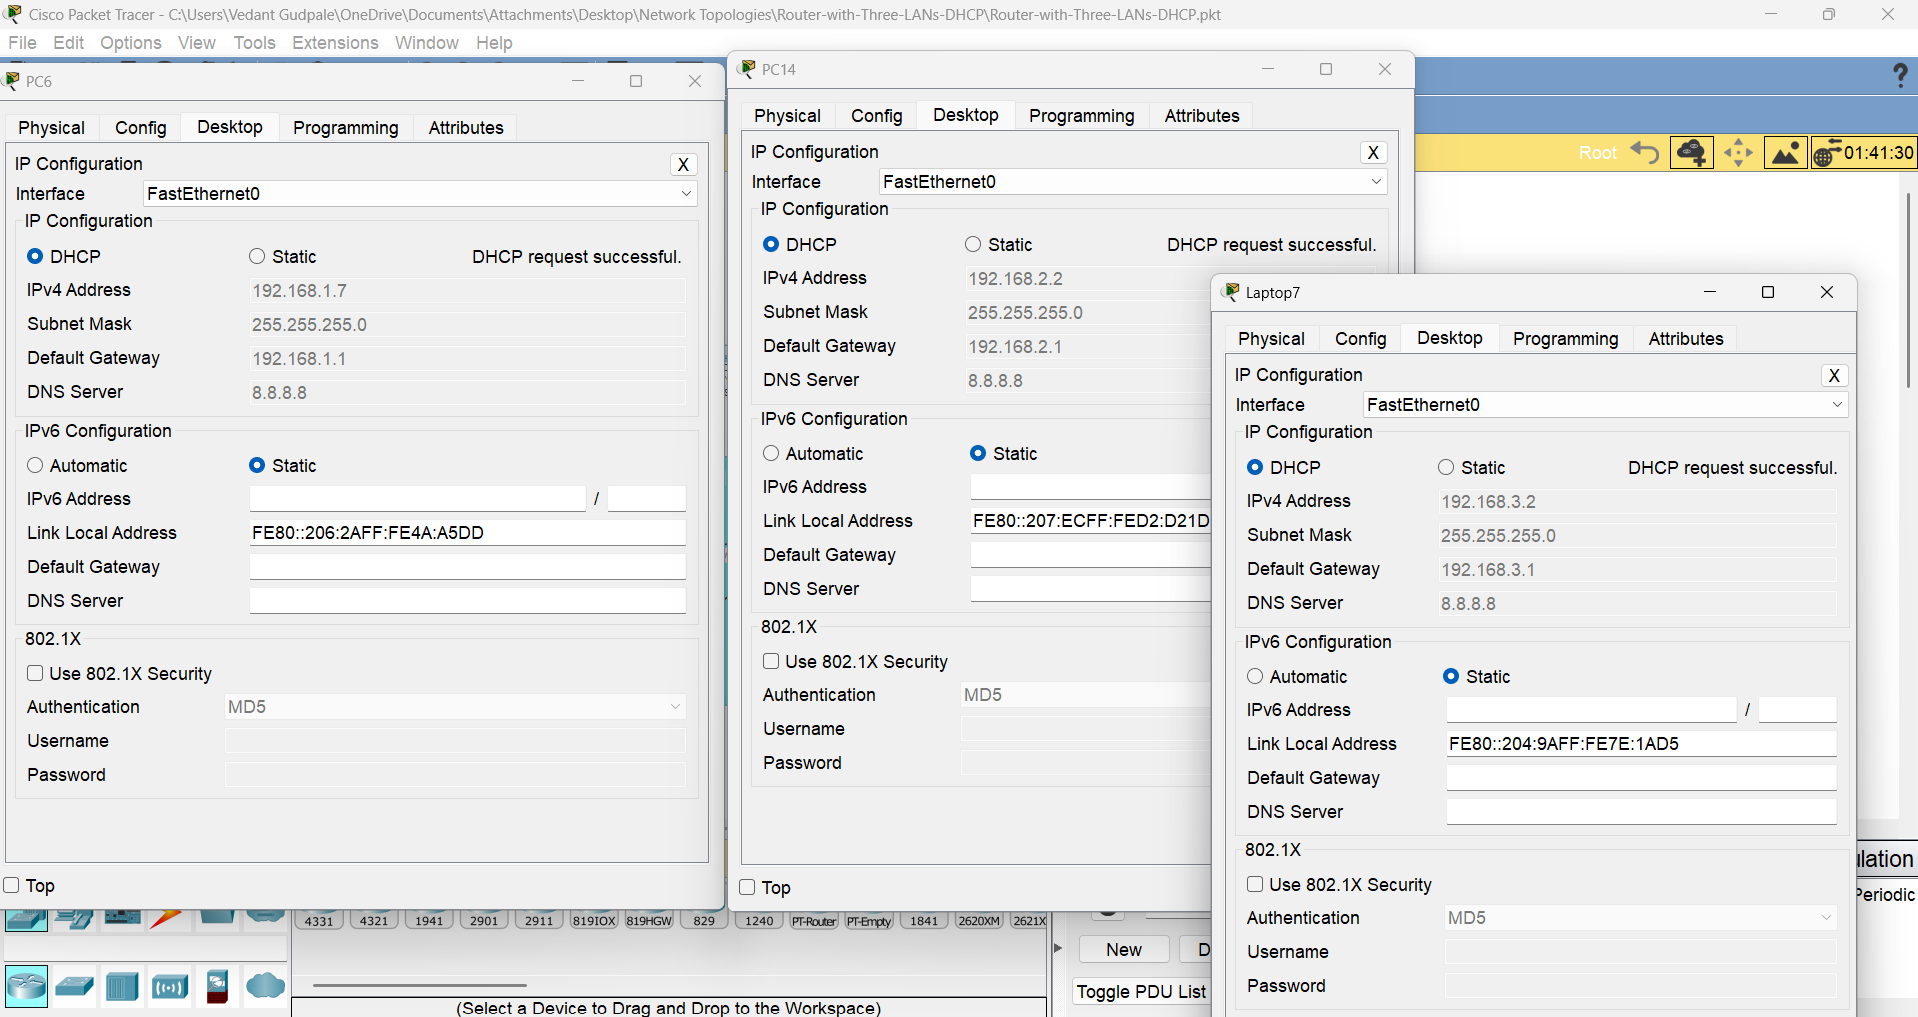 Cisco Packet Tracer - C:\Users\Vedant Gudpale\OneDrive\Documents\Attachments\Desktop\Network Topologies\Router-with-Three-LANs-DHCP\Router-with-Three-LANs-DHCP.pkt
File Edit Options View Tools Extensions Window Help
PC6
Physical Config Desktop Programming Attributes
IP Configuration X
Interface FastEthernet0
IP Configuration
DHCP Static DHCP request successful.
IPv4 Address 192.168.1.7
Subnet Mask 255.255.255.0
Default Gateway 192.168.1.1
DNS Server 8.8.8.8
IPv6 Configuration
Automatic Static
IPv6 Address /
Link Local Address FE80::206:2AFF:FE4A:A5DD
Default Gateway
DNS Server
802.1X
Use 802.1X Security
Authentication MD5
Username
Password
Top
PC14
Physical Config Desktop Programming Attributes
IP Configuration X
Interface FastEthernet0
IP Configuration
DHCP Static DHCP request successful.
IPv4 Address 192.168.2.2
Subnet Mask 255.255.255.0
Default Gateway 192.168.2.1
DNS Server 8.8.8.8
IPv6 Configuration
Automatic Static
IPv6 Address
Link Local Address FE80::207:ECFF:FED2:D21D
Default Gateway
DNS Server
802.1X
Use 802.1X Security
Authentication MD5
Username
Password
Top
?
Root 01:41:30
Laptop7
Physical Config Desktop Programming Attributes
IP Configuration X
Interface FastEthernet0
IP Configuration
DHCP Static DHCP request successful.
IPv4 Address 192.168.3.2
Subnet Mask 255.255.255.0
Default Gateway 192.168.3.1
DNS Server 8.8.8.8
IPv6 Configuration
Automatic Static
IPv6 Address /
Link Local Address FE80::204:9AFF:FE7E:1AD5
Default Gateway
DNS Server
802.1X
Use 802.1X Security
Authentication MD5
Username
Password
lation
Periodic
4331 4321 1941 2901 2911 819IOX 819HGW 829 1240 PT-Router PT-Empty 1841 2620XM 2621X
New D
Toggle PDU List
(Select a Device to Drag and Drop to the Workspace)